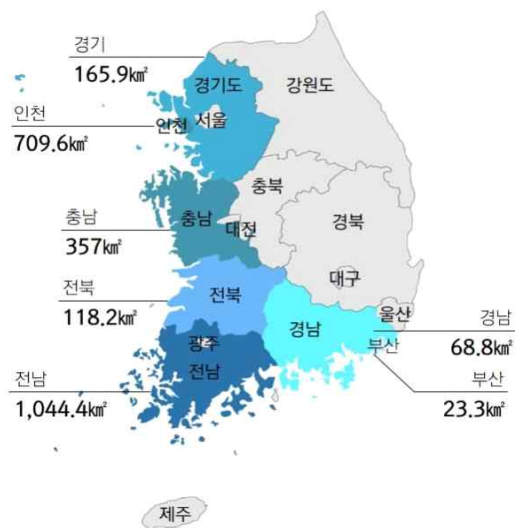 경기
165.9㎢
인천
709.6㎢
충남
357㎢
전북
118.2㎢
전남
1,044.4㎢
경기도
강원도
서울
인천
충북
충남
대전
경북
대구
전북
울산
경남
부산
광주
전남
제주
경남
68.8㎢
부산
23.3㎢